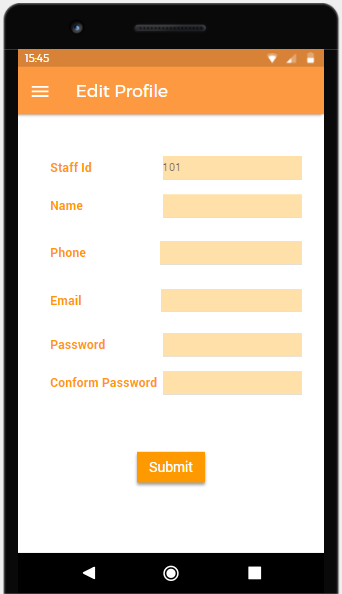 15:45
Edit Profile
Staff Id 101
Name
Phone
Email
Password
Conform Password
Submit